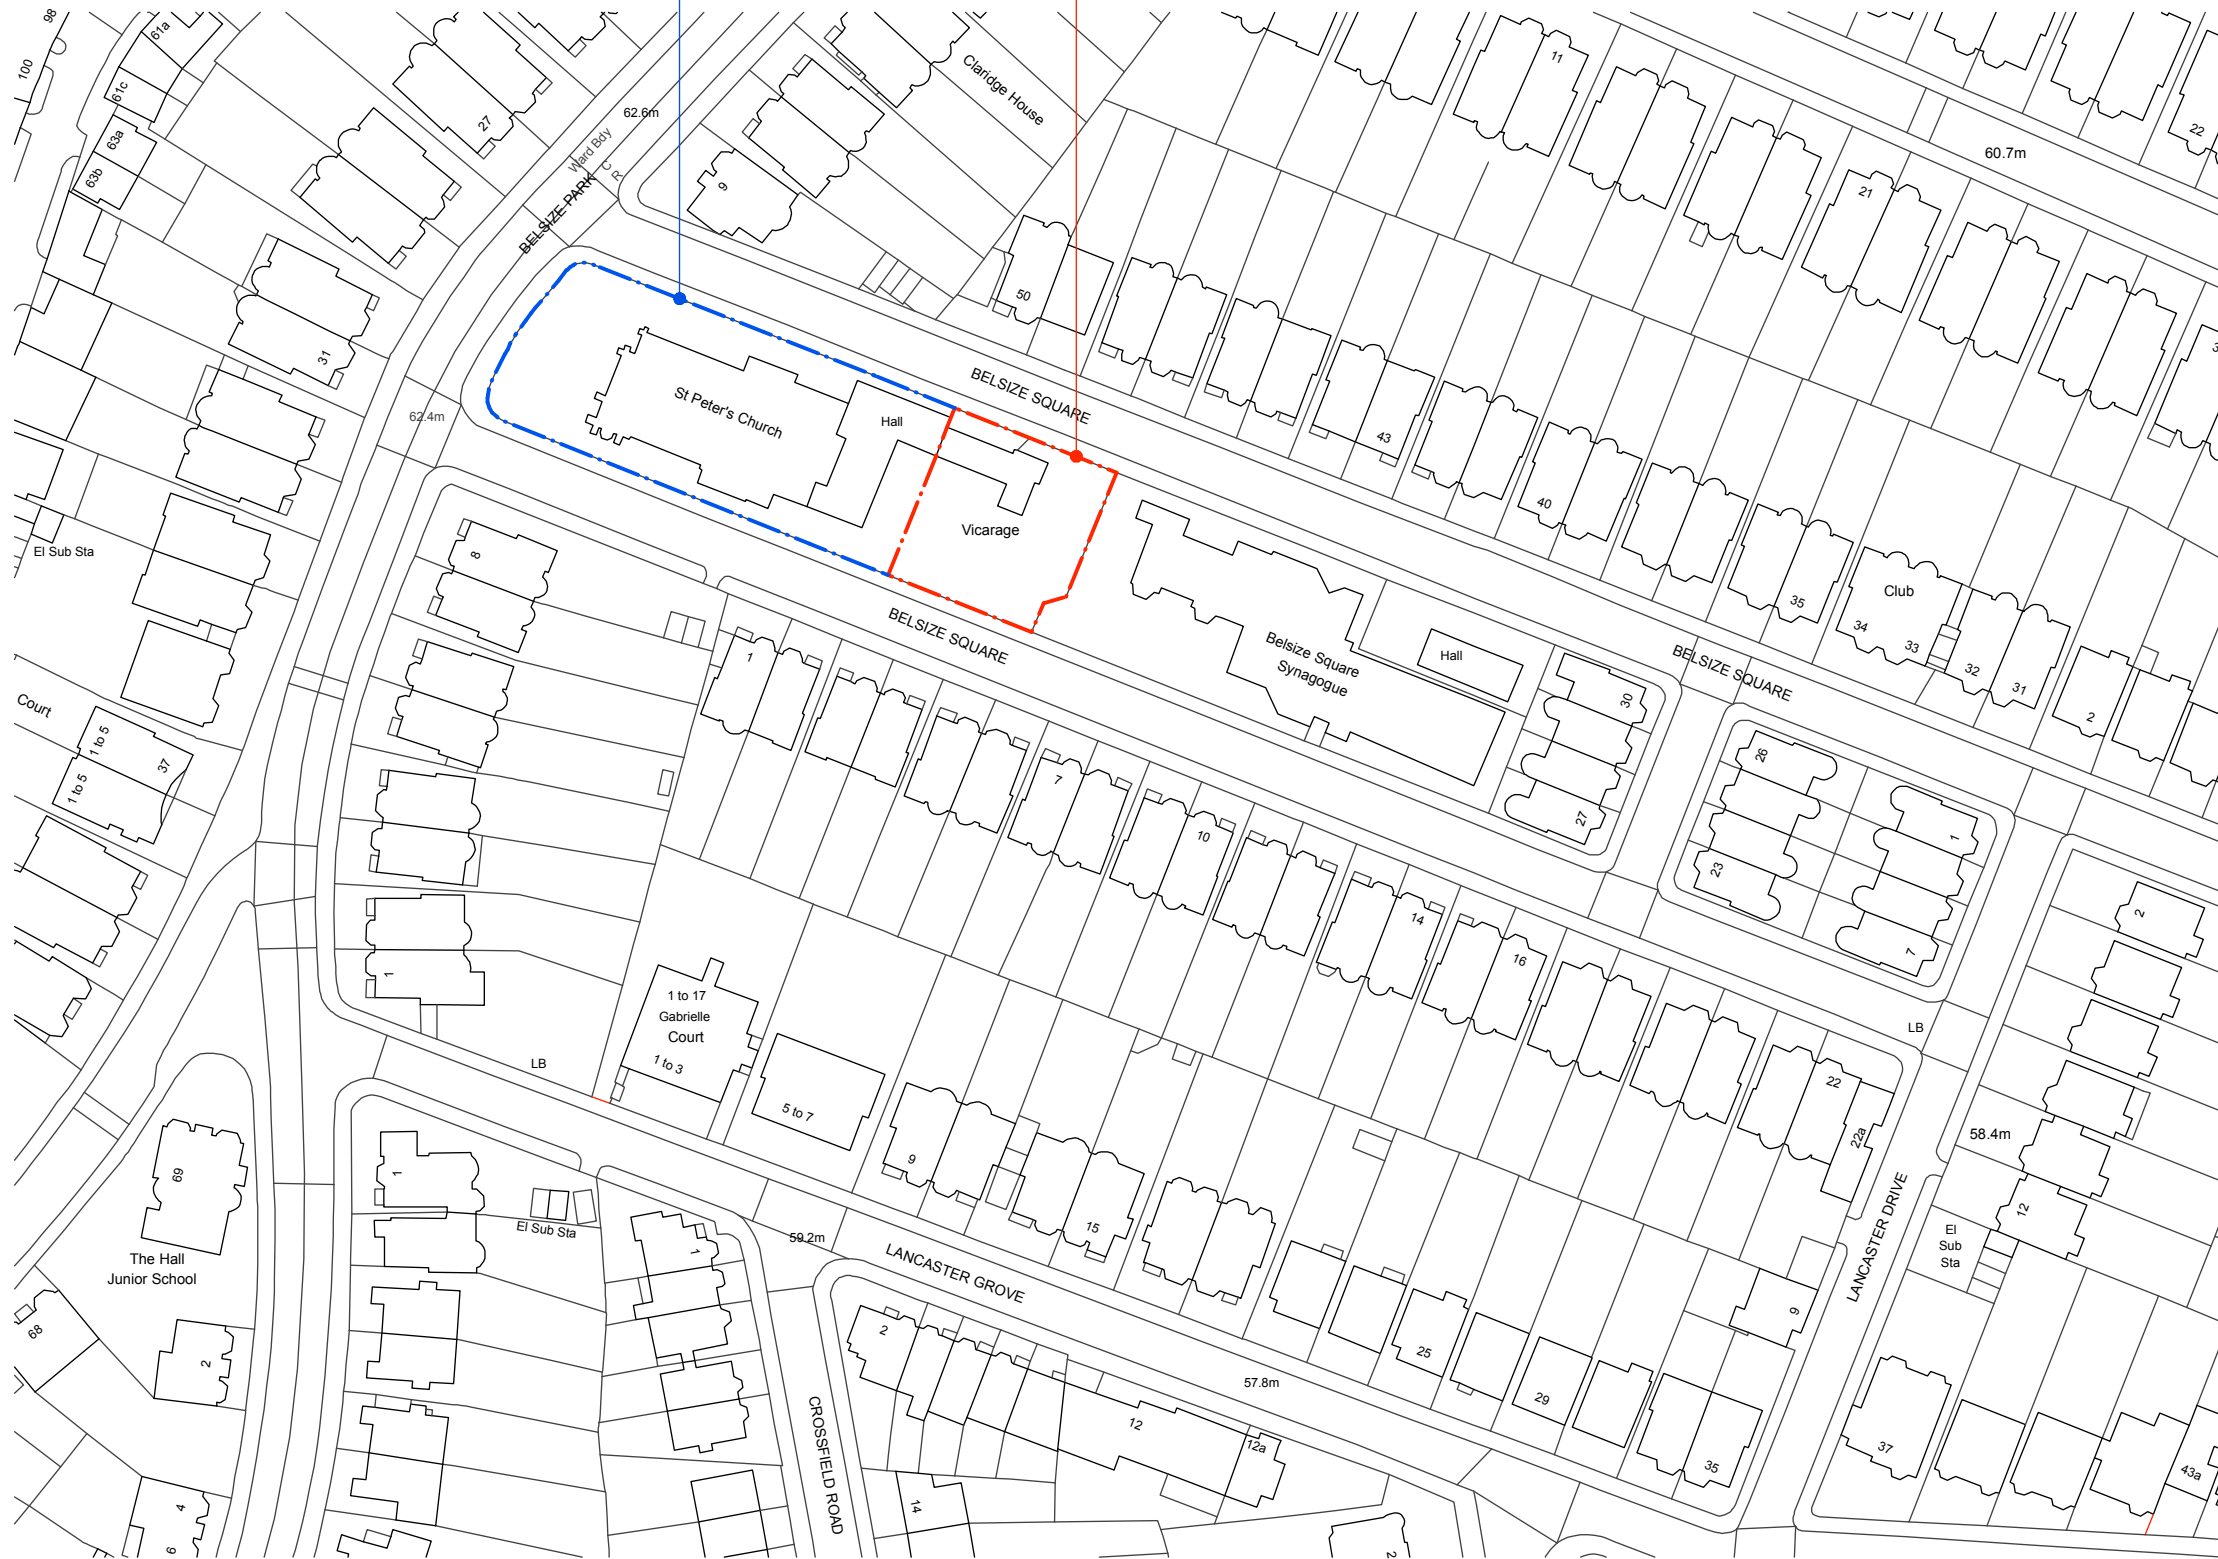 98
61a
100
61c
63a
63b
27
62.6m
Ward Bdy
C
R
BELSIZE PARK
9
Claridge House
11
22
60.7m
21
50
31
62.4m
St Peter's Church
Hall
BELSIZE SQUARE
43
40
Vicarage
El Sub Sta
8
BELSIZE SQUARE
1
Belsize Square
Synagogue
Hall
35
Club
34
33
32
31
2
BELSIZE SQUARE
30
27
26
23
1
7
Court
1 to 5
1 to 5
37
7
10
14
16
2
1
1 to 17
Gabrielle
Court
1 to 3
LB
5 to 7
LB
22
22a
58.4m
69
The Hall
Junior School
1
El Sub Sta
1
9
15
59.2m
LANCASTER GROVE
LANCASTER DRIVE
12
El
Sub
Sta
9
68
2
2
57.8m
25
29
35
37
43a
CROSSFIELD ROAD
12
12a
14
4
6